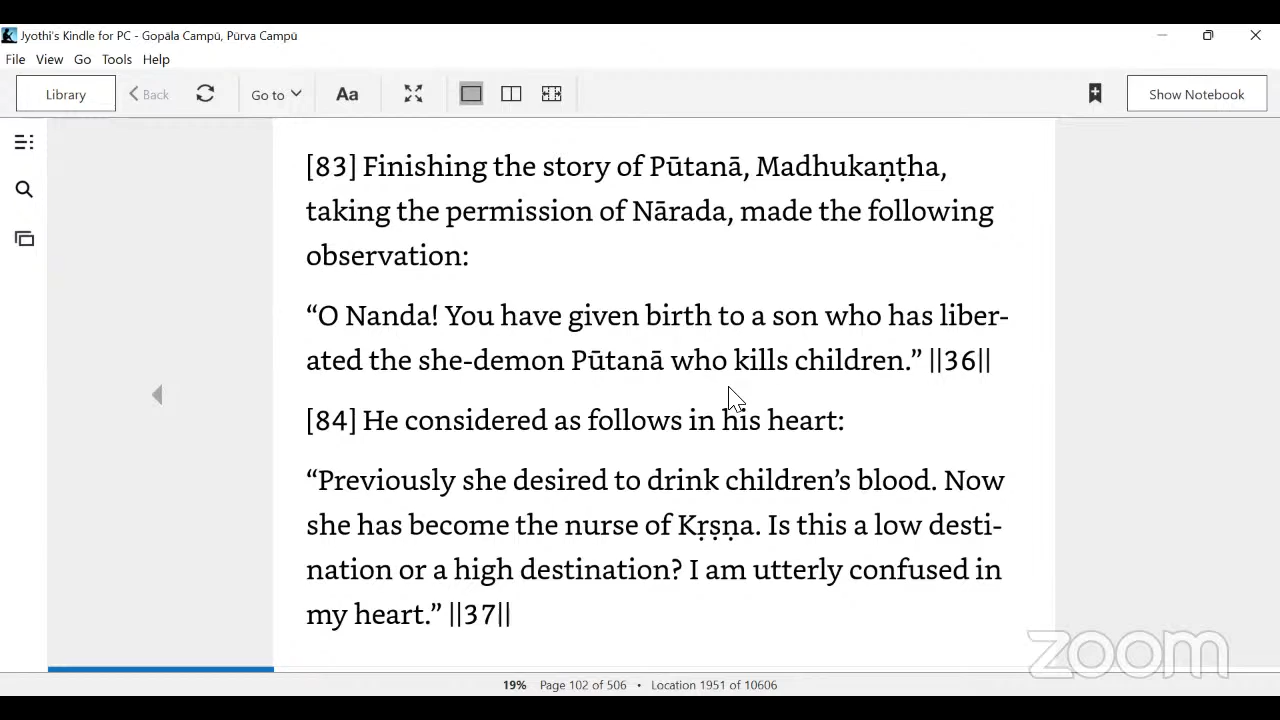 Jyothi's Kindle for PC - Gopāla Campū, Pūrva Campū
File View Go Tools Help
Library Back Go to Aa Show Notebook
[83] Finishing the story of Pūtanā, Madhukaṇṭha,
taking the permission of Nārada, made the following
observation:
“O Nanda! You have given birth to a son who has liber-
ated the she-demon Pūtanā who kills children.” ||36||
[84] He considered as follows in his heart:
“Previously she desired to drink children’s blood. Now
she has become the nurse of Kṛṣṇa. Is this a low desti-
nation or a high destination? I am utterly confused in
my heart.” ||37||
zoom
19% Page 102 of 506 • Location 1951 of 10606